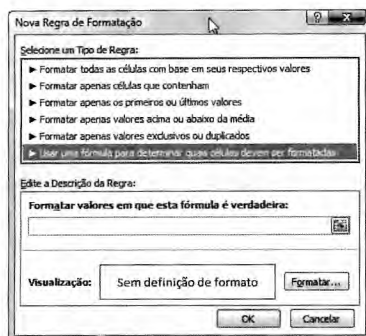 Nova Regra de Formatação
Selecione um Tipo de Regra:
► Formatar todas as células com base em seus respectivos valores
► Formatar apenas células que contenham
► Formatar apenas os primeiros ou últimos valores
► Formatar apenas valores acima ou abaixo da média
► Formatar apenas valores exclusivos ou duplicados
► Usar uma fórmula para determinar quais células devem ser formatadas
Edite a Descrição da Regra:
Formatar valores em que esta fórmula é verdadeira:
Visualização: Sem definição de formato Formatar...
OK Cancelar